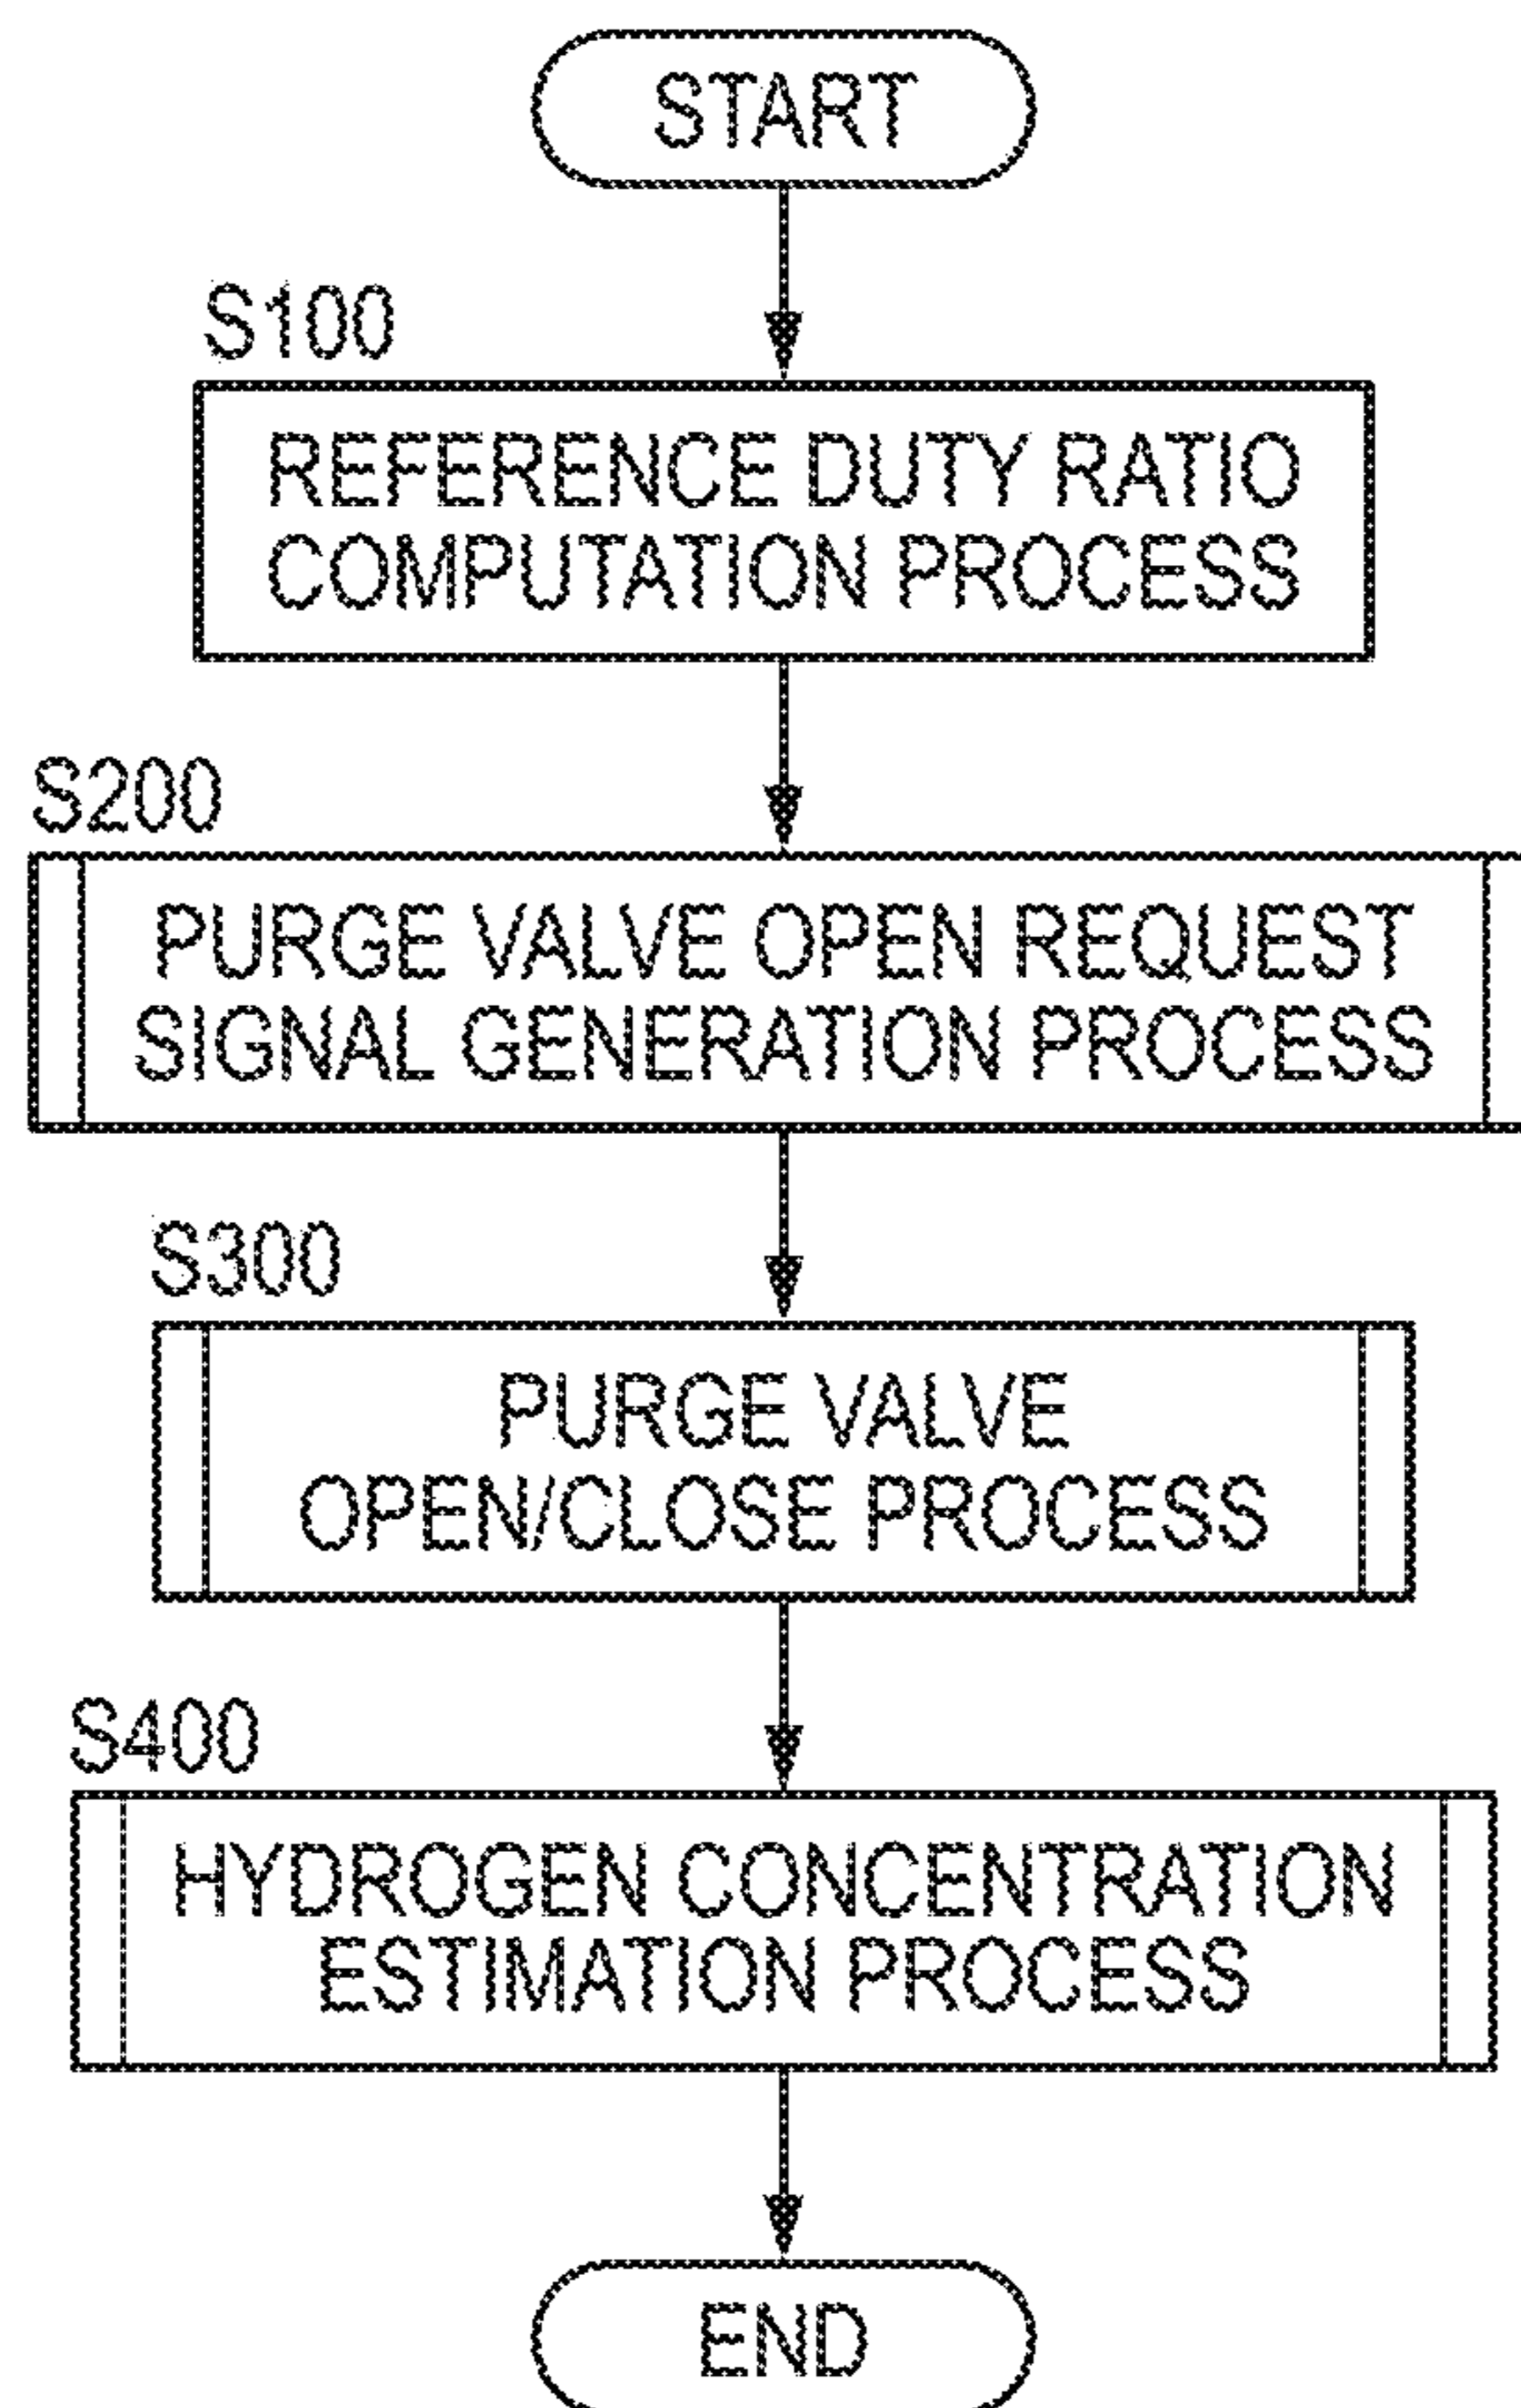 START
S100
REFERENCE DUTY RATIO
COMPUTATION PROCESS
S200
PURGE VALVE OPEN REQUEST
SIGNAL GENERATION PROCESS
S300
PURGE VALVE
OPEN/CLOSE PROCESS
S400
HYDROGEN CONCENTRATION
ESTIMATION PROCESS
END